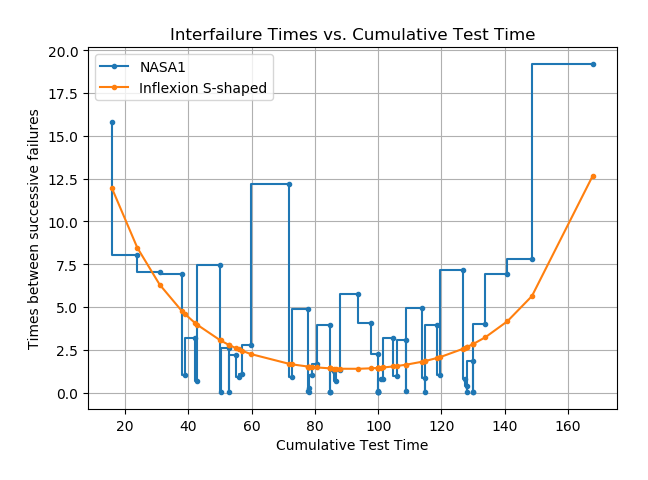 Interfailure Times vs. Cumulative Test Time
Times between successive failures
20.0
17.5
15.0
12.5
10.0
7.5
5.0
2.5
0.0
NASA1
Inflexion S-shaped
20 40 60 80 100 120 140 160
Cumulative Test Time